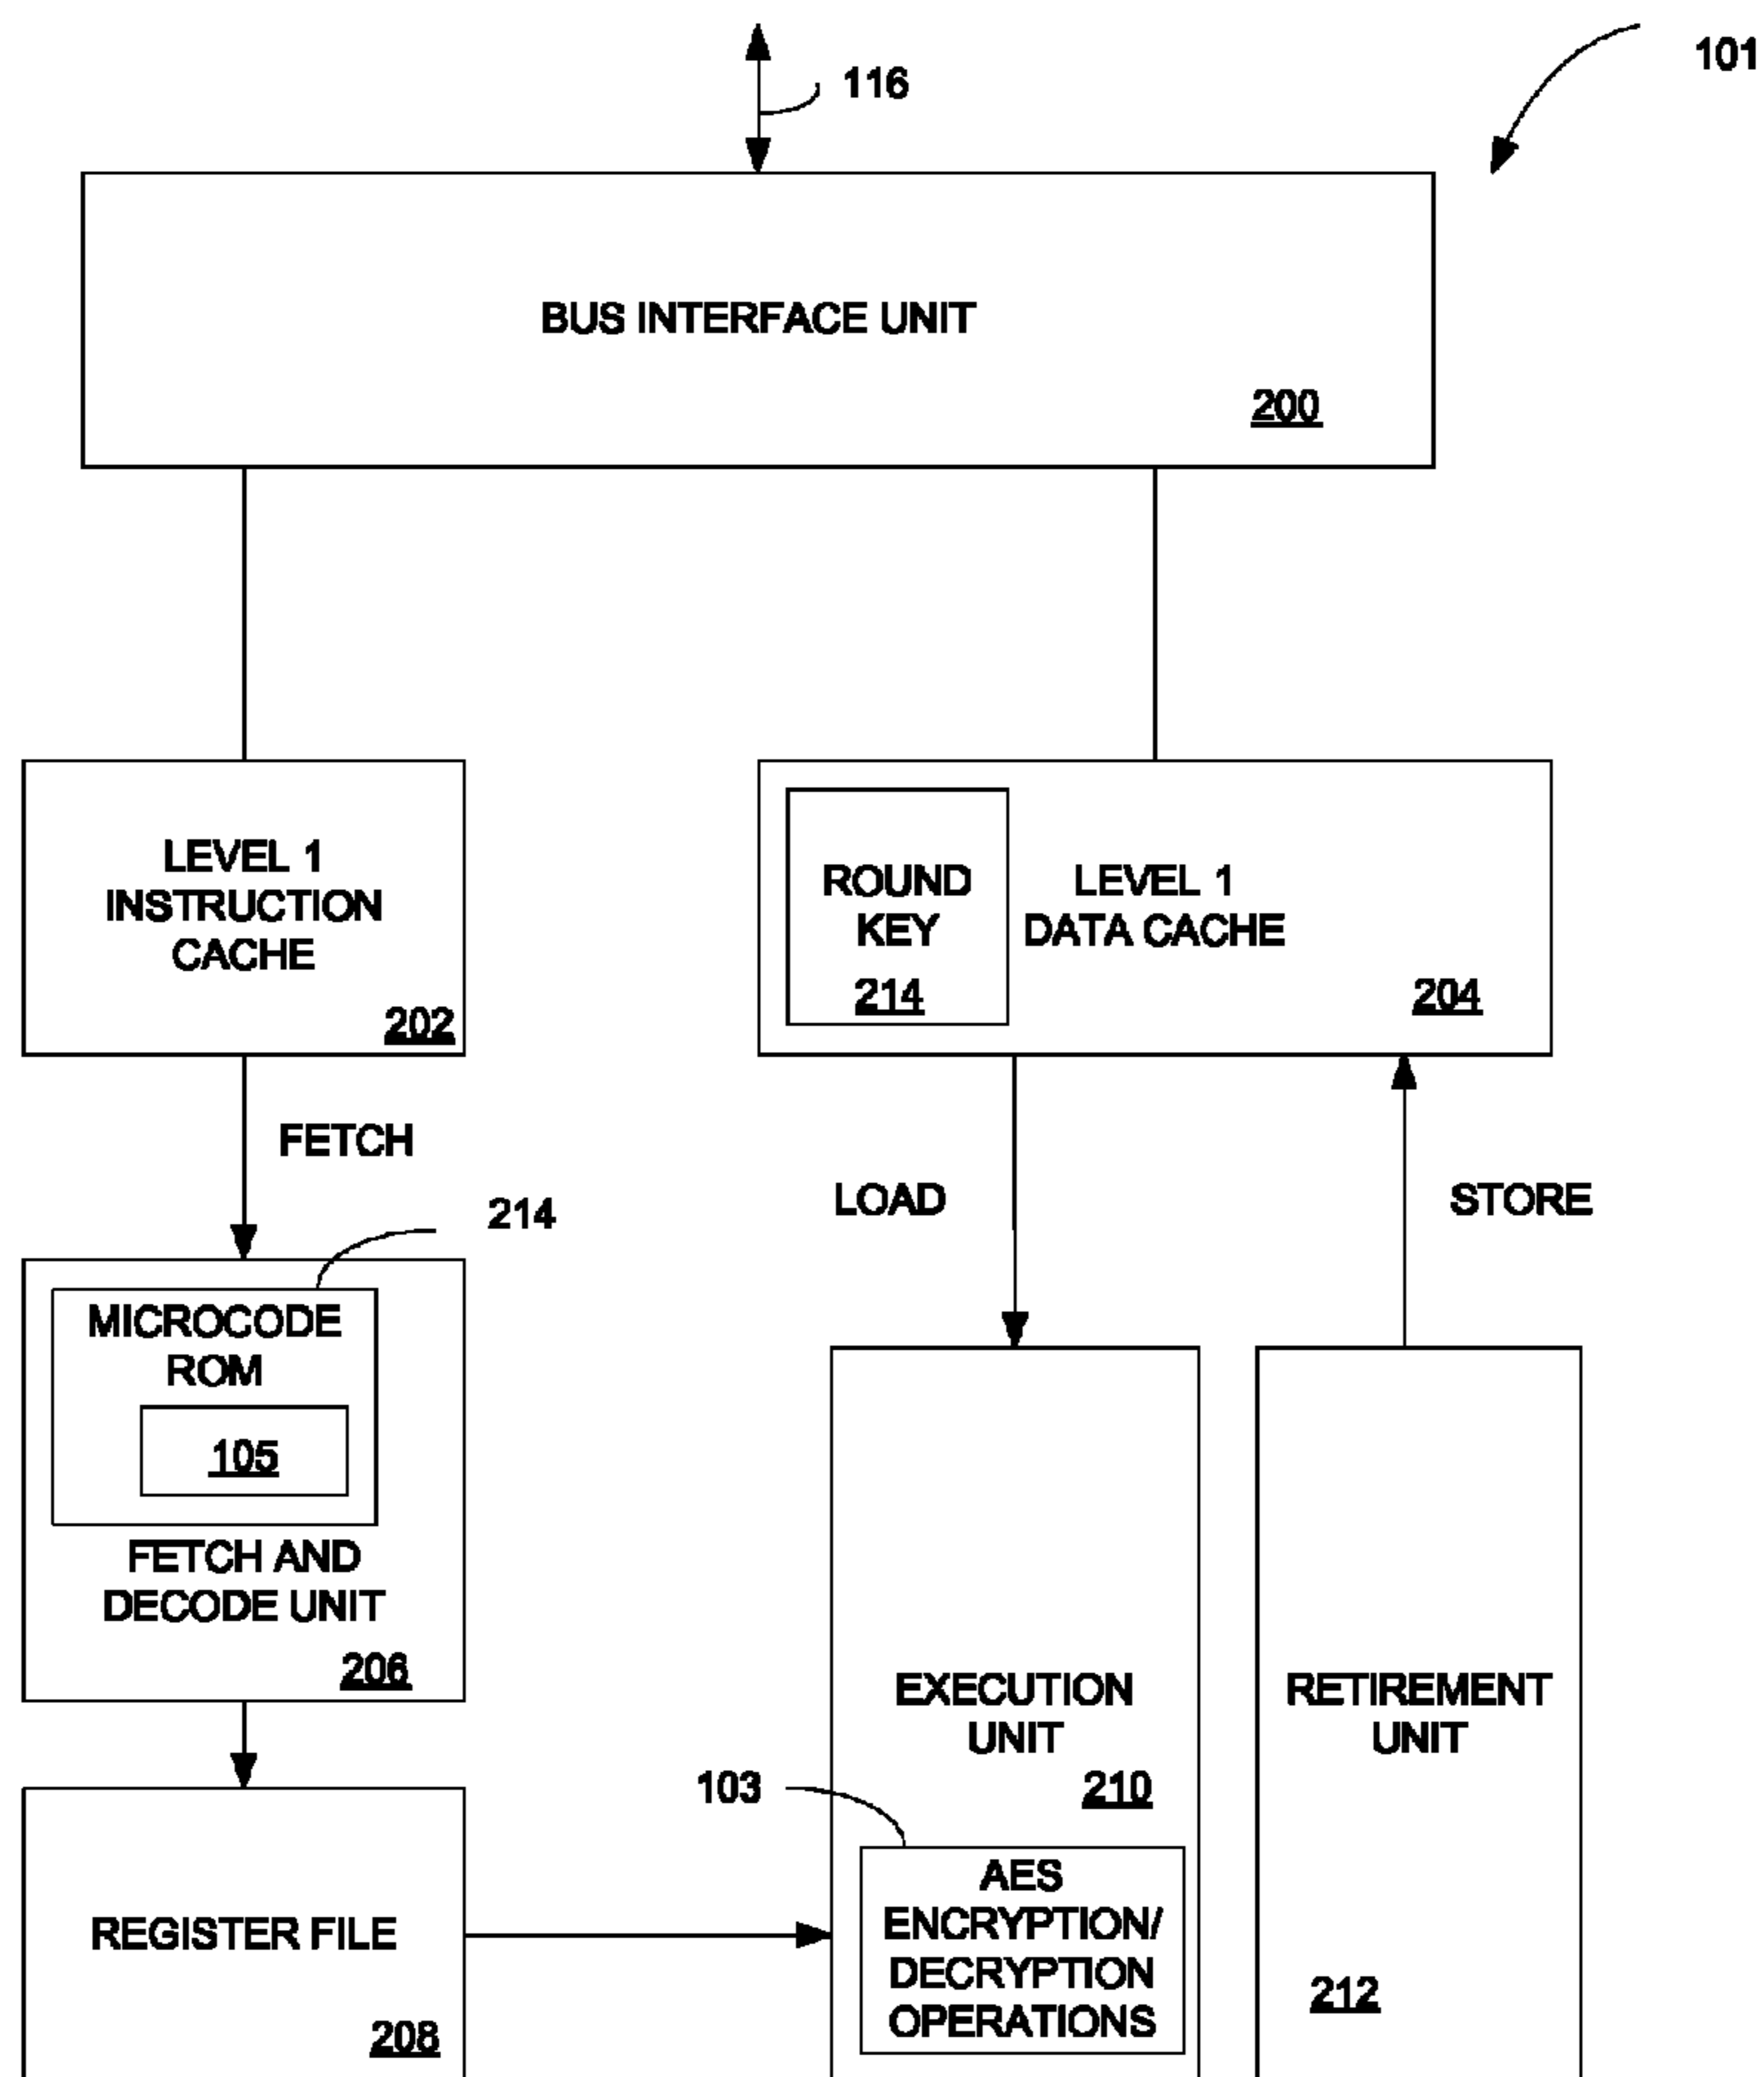 101
116
BUS INTERFACE UNIT
200
LEVEL 1
INSTRUCTION
CACHE
202
ROUND
KEY
214
LEVEL 1
DATA CACHE
204
FETCH
214
LOAD
STORE
MICROCODE
ROM
105
FETCH AND
DECODE UNIT
206
EXECUTION
UNIT
210
RETIREMENT
UNIT
212
103
AES
ENCRYPTION/
DECRYPTION
OPERATIONS
REGISTER FILE
208